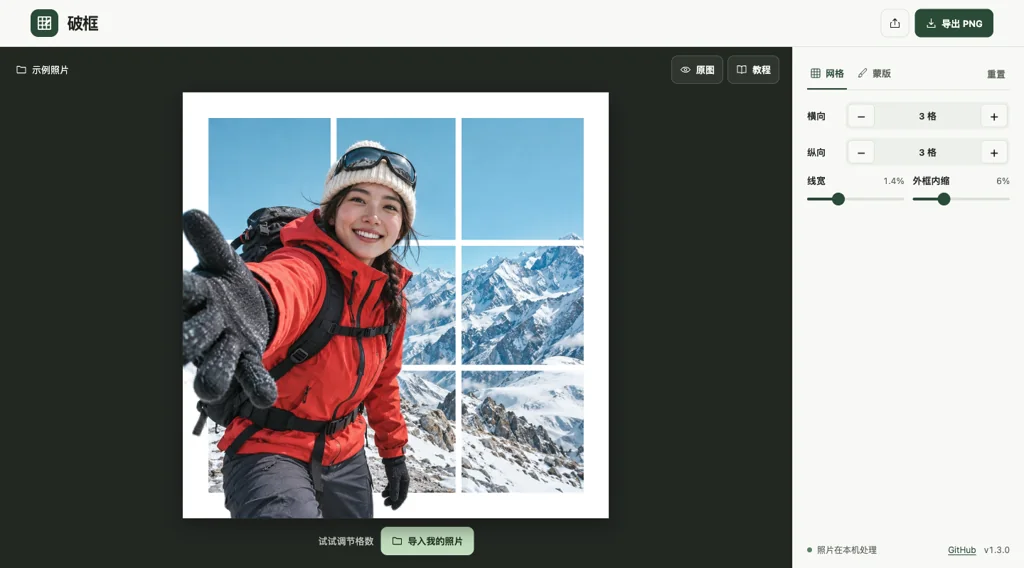 破框
导出 PNG
示例照片
原图
教程
网格
蒙版
重置
横向
3 格
纵向
3 格
线宽 1.4% 外框内缩 6%
试试调节格数
导入我的照片
照片在本机处理
GitHub v1.3.0